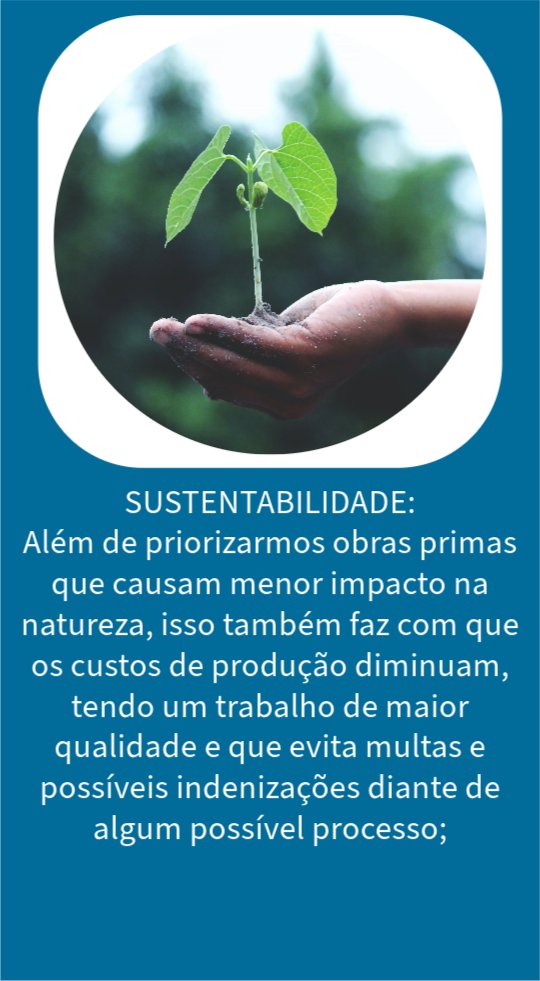 SUSTENTABILIDADE:
Além de priorizarmos obras primas
que causam menor impacto na
natureza, isso também faz com que
os custos de produção diminuam,
tendo um trabalho de maior
qualidade e que evita multas e
possíveis indenizações diante de
algum possível processo;